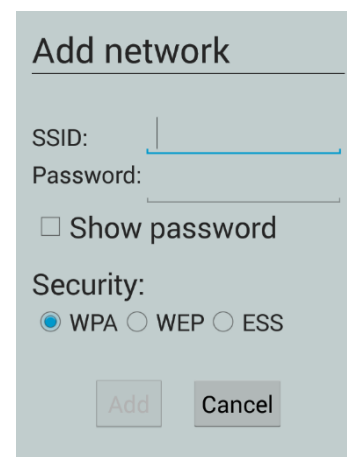 Add network
SSID:
Password:
Show password
Security:
WPA WEP ESS
Add Cancel